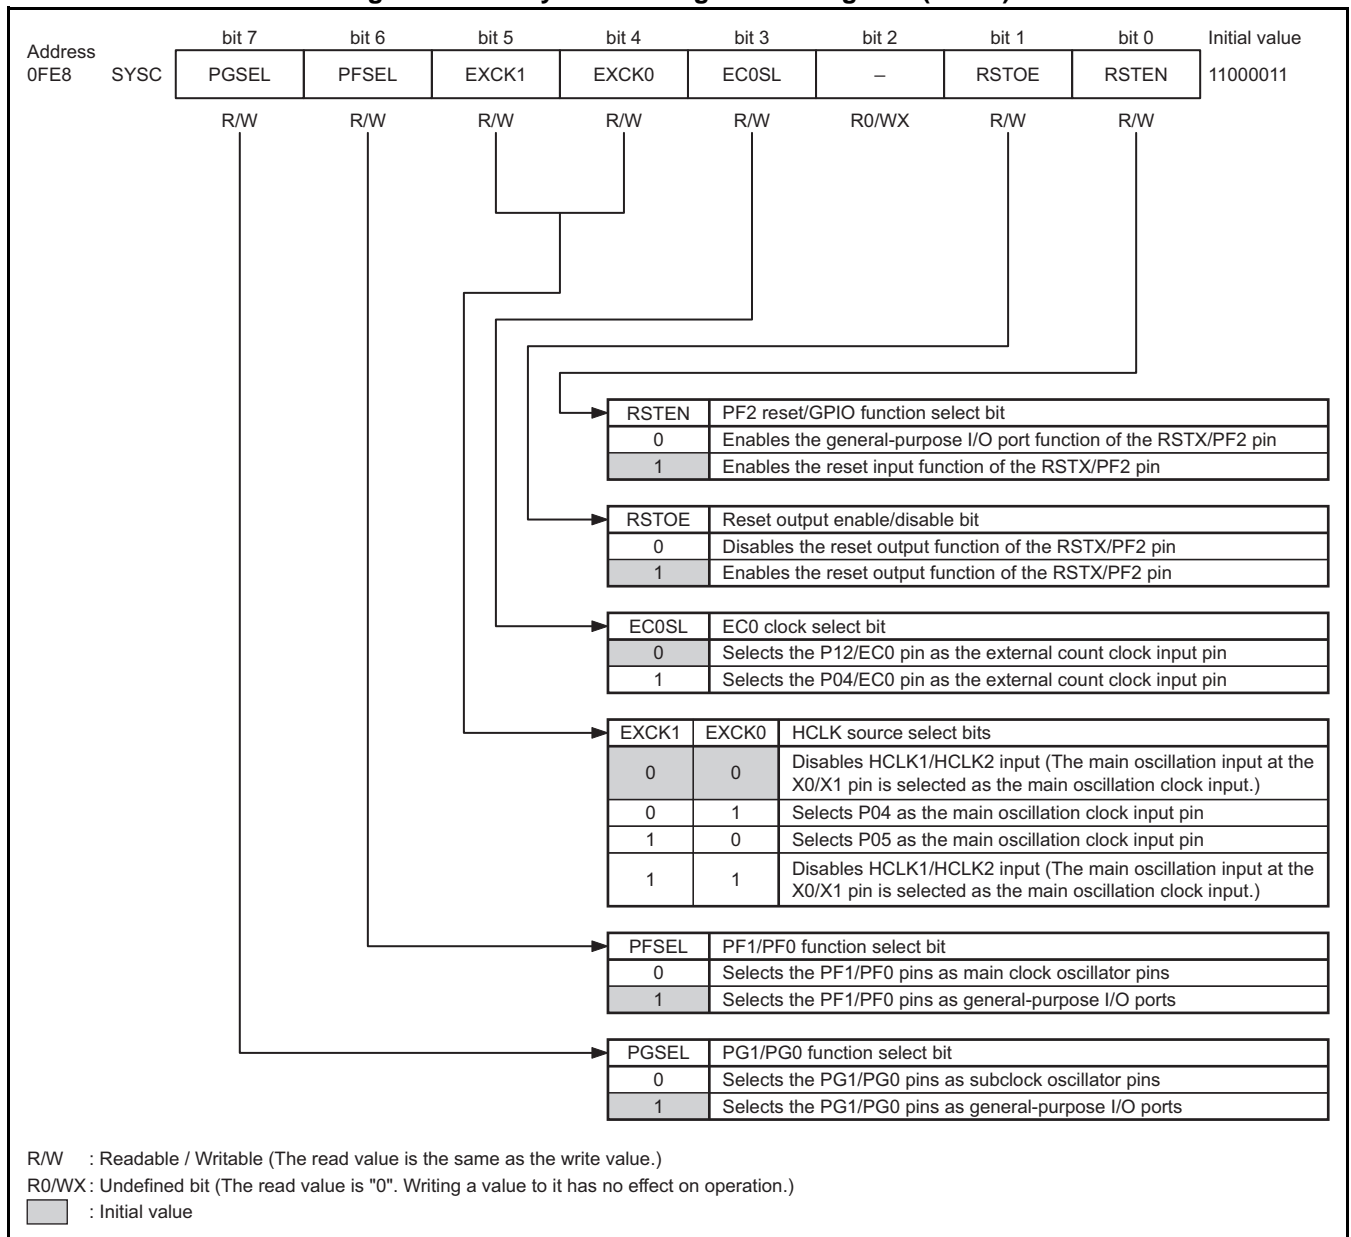 Address
bit 7 bit 6 bit 5 bit 4 bit 3 bit 2 bit 1 bit 0 Initial value
0FE8 SYSC PGSEL PFSEL EXCK1 EXCK0 EC0SL – RSTOE RSTEN 11000011
R/W R/W R/W R/W R/W R0/WX R/W R/W
RSTEN PF2 reset/GPIO function select bit
0 Enables the general-purpose I/O port function of the RSTX/PF2 pin
1 Enables the reset input function of the RSTX/PF2 pin
RSTOE Reset output enable/disable bit
0 Disables the reset output function of the RSTX/PF2 pin
1 Enables the reset output function of the RSTX/PF2 pin
EC0SL EC0 clock select bit
0 Selects the P12/EC0 pin as the external count clock input pin
1 Selects the P04/EC0 pin as the external count clock input pin
EXCK1 EXCK0 HCLK source select bits
0 0 Disables HCLK1/HCLK2 input (The main oscillation input at the
X0/X1 pin is selected as the main oscillation clock input.)
0 1 Selects P04 as the main oscillation clock input pin
1 0 Selects P05 as the main oscillation clock input pin
1 1 Disables HCLK1/HCLK2 input (The main oscillation input at the
X0/X1 pin is selected as the main oscillation clock input.)
PFSEL PF1/PF0 function select bit
0 Selects the PF1/PF0 pins as main clock oscillator pins
1 Selects the PF1/PF0 pins as general-purpose I/O ports
PGSEL PG1/PG0 function select bit
0 Selects the PG1/PG0 pins as subclock oscillator pins
1 Selects the PG1/PG0 pins as general-purpose I/O ports
R/W : Readable / Writable (The read value is the same as the write value.)
R0/WX : Undefined bit (The read value is "0". Writing a value to it has no effect on operation.)
: Initial value